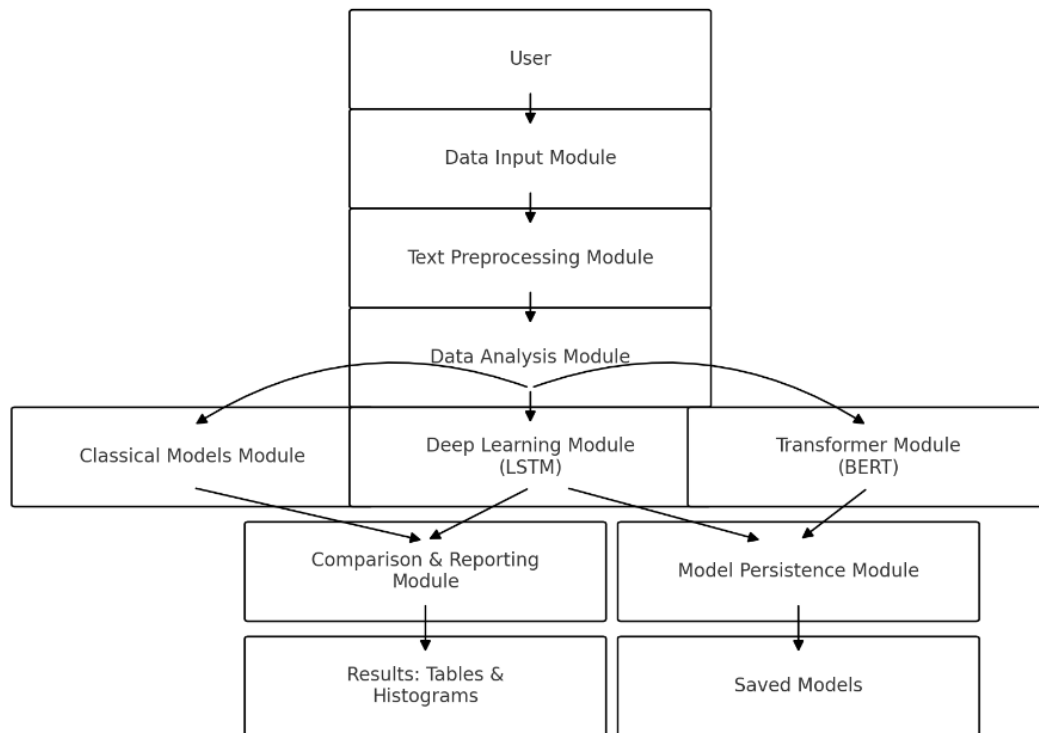 User
Data Input Module
Text Preprocessing Module
Data Analysis Module
Classical Models Module
Deep Learning Module
(LSTM)
Transformer Module
(BERT)
Comparison & Reporting
Module
Model Persistence Module
Results: Tables &
Histograms
Saved Models